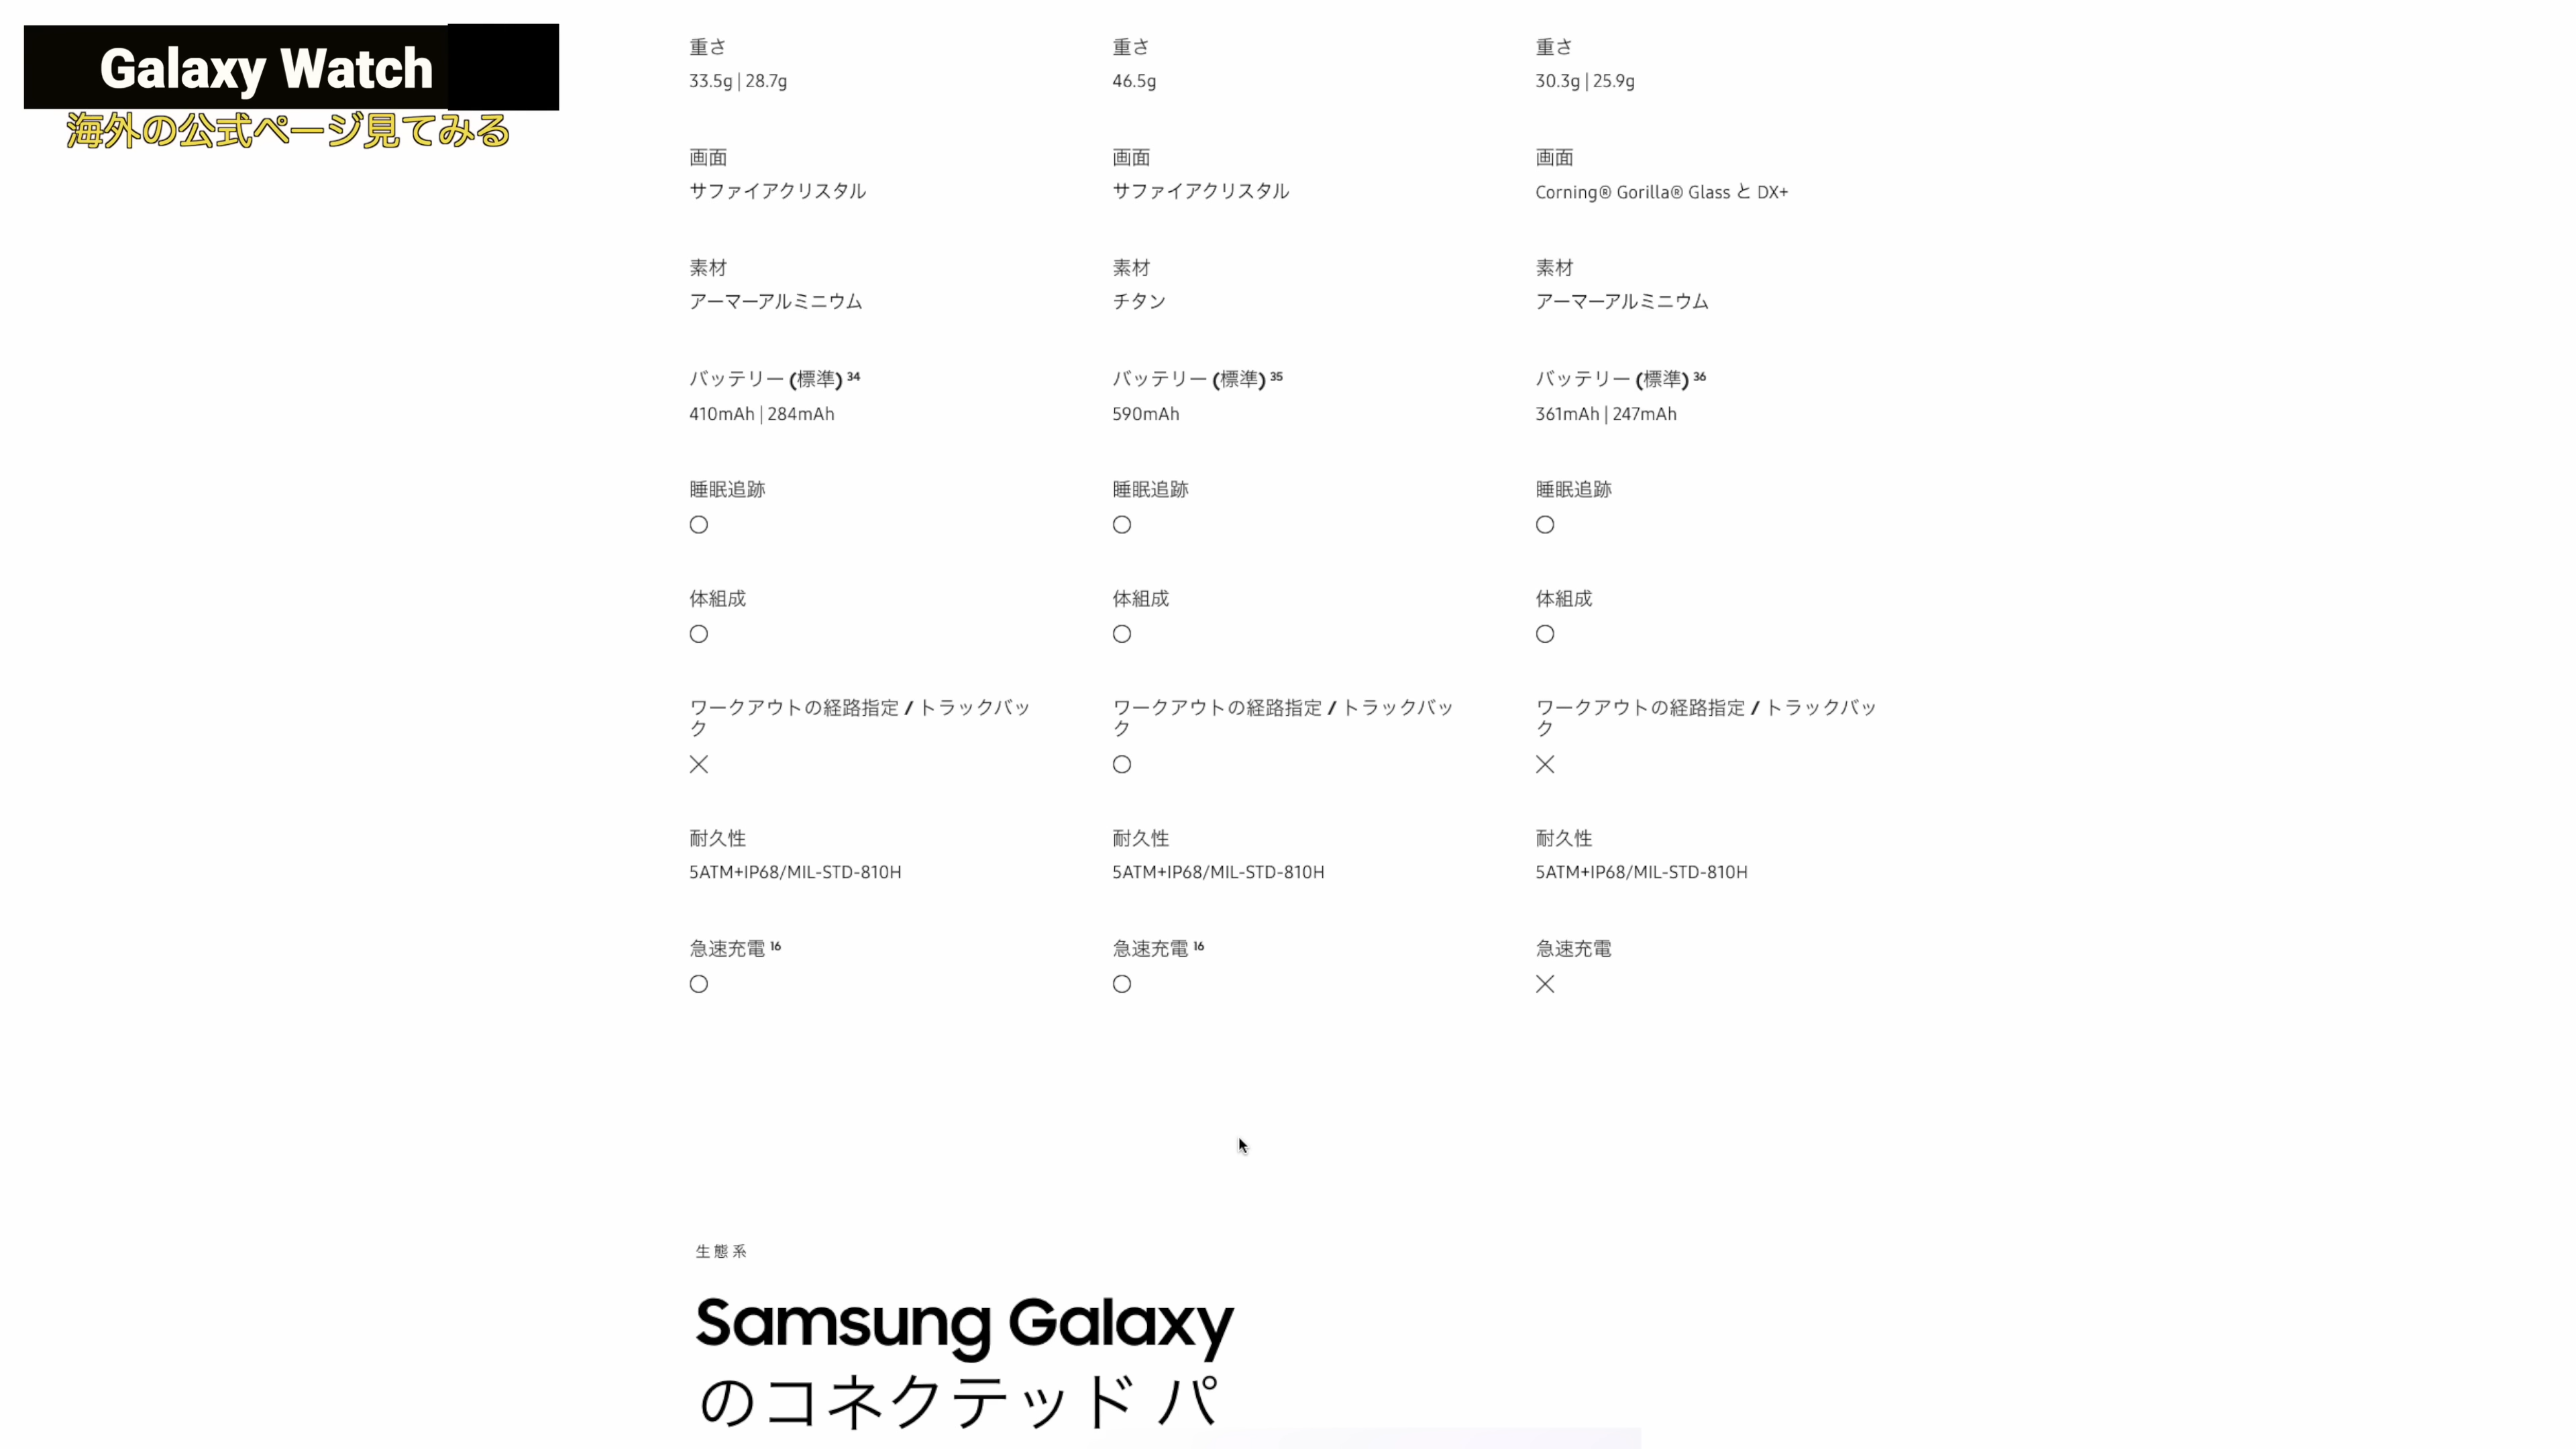 Galaxy Watch
海外の公式ページ見てみる
重さ
33.5g | 28.7g
画面
サファイアクリスタル
素材
アーマーアルミニウム
バッテリー (標準) 34
410mAh | 284mAh
睡眠追跡
○
体組成
○
ワークアウトの経路指定 / トラックバッ
ク
×
耐久性
5ATM+IP68/MIL-STD-810H
急速充電 16
○
重さ
46.5g
画面
サファイアクリスタル
素材
チタン
バッテリー (標準) 35
590mAh
睡眠追跡
○
体組成
○
ワークアウトの経路指定 / トラックバッ
ク
○
耐久性
5ATM+IP68/MIL-STD-810H
急速充電 16
○
重さ
30.3g | 25.9g
画面
Corning® Gorilla® Glass と DX+
素材
アーマーアルミニウム
バッテリー (標準) 36
361mAh | 247mAh
睡眠追跡
○
体組成
○
ワークアウトの経路指定 / トラックバッ
ク
×
耐久性
5ATM+IP68/MIL-STD-810H
急速充電
×
生態系
Samsung Galaxy
のコネクテッド パ